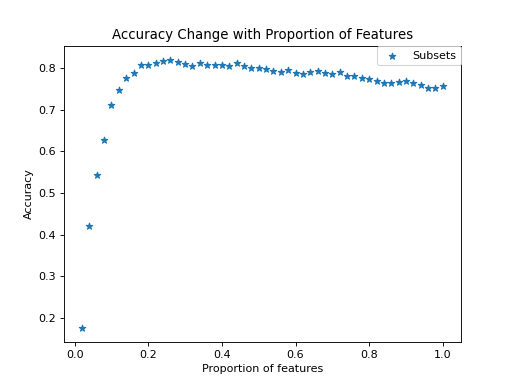 Accuracy Change with Proportion of Features
Subsets
0.8
0.7
0.6
0.5
0.4
0.3
0.2
Accuracy
0.0 0.2 0.4 0.6 0.8 1.0
Proportion of features